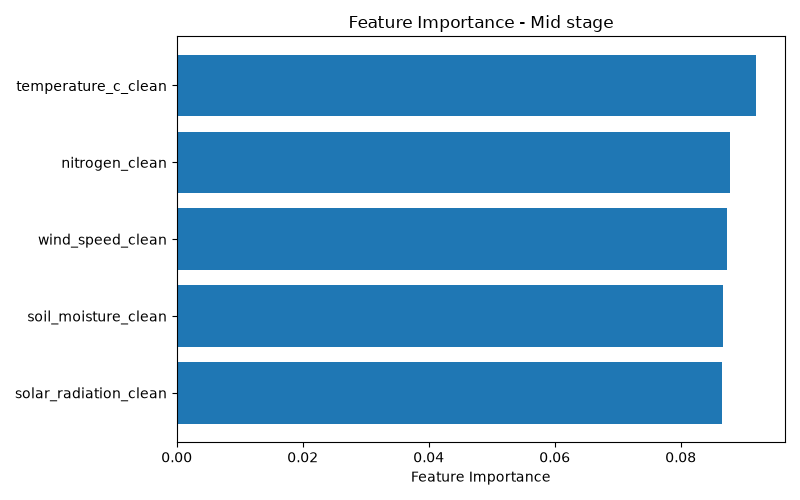 Feature Importance - Mid stage
temperature_c_clean
nitrogen_clean
wind_speed_clean
soil_moisture_clean
solar_radiation_clean
0.00 0.02 0.04 0.06 0.08
Feature Importance